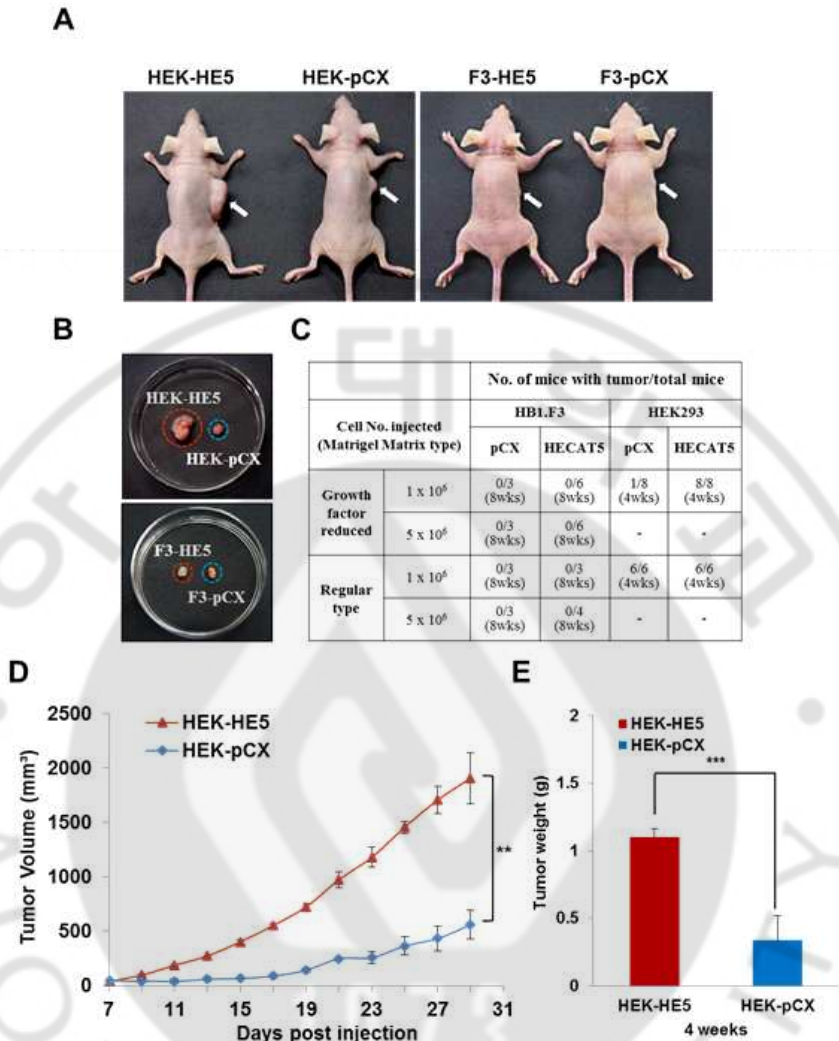 A
HEK-HE5 HEK-pCX F3-HE5 F3-pCX
B
HEK-HE5
HEK-pCX
F3-HE5
F3-pCX
C
No. of mice with tumor/total mice
Cell No. injected
(Matrigel Matrix type)
HB1.F3 HEK293
pCX HECAT5 pCX HECAT5
Growth
factor
reduced
1 x 10⁶ 0/3 (8wks) 0/6 (8wks) 1/8 (4wks) 8/8 (4wks)
5 x 10⁶ 0/3 (8wks) 0/6 (8wks) - -
Regular
type
1 x 10⁶ 0/3 (8wks) 0/3 (8wks) 6/6 (4wks) 6/6 (4wks)
5 x 10⁶ 0/3 (8wks) 0/4 (8wks) - -
D
HEK-HE5
HEK-pCX
Tumor Volume (mm³)
2500
2000
1500
1000
500
0
**
7 11 15 19 23 27 31
Days post injection
E
HEK-HE5
HEK-pCX
Tumor weight (g)
2
1.5
1
0.5
0
***
HEK-HE5 HEK-pCX
4 weeks